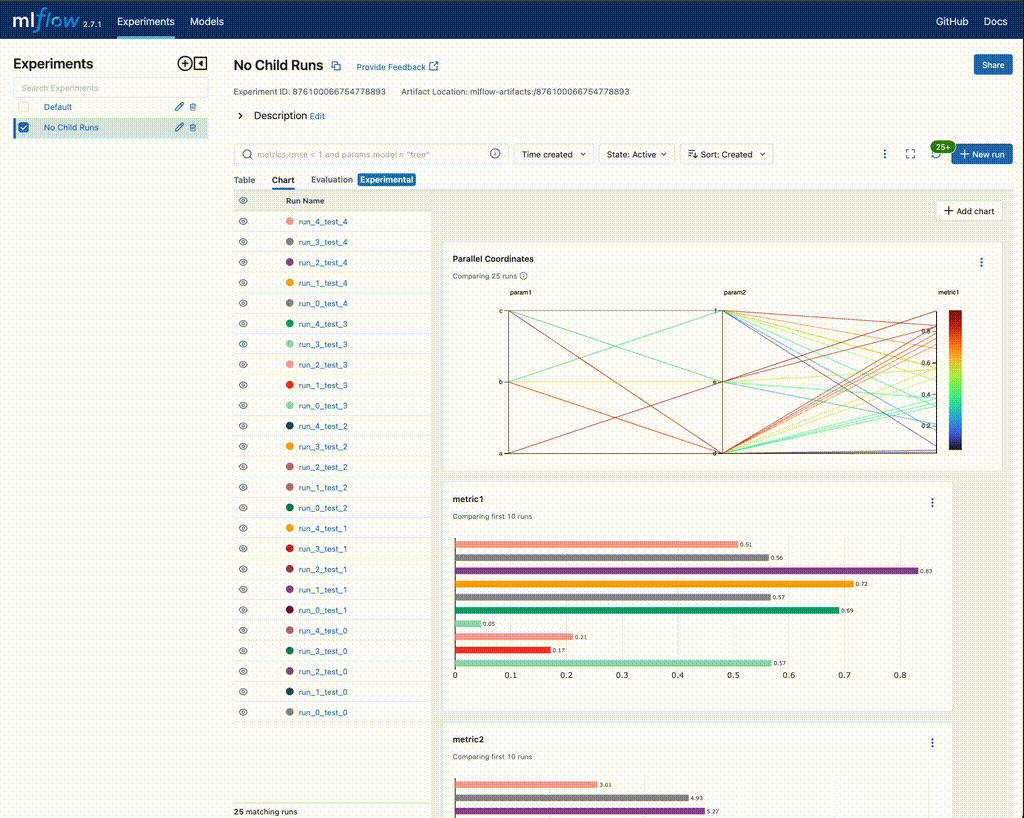 mlflow 2.7.1 Experiments Models GitHub Docs
Experiments
Search Experiments
Default
No Child Runs
No Child Runs Provide Feedback Share
Experiment ID: 876100066754778893 Artifact Location: mlflow-artifacts:/876100066754778893
Description Edit
metrics.rmse < 1 and params.model = "tree" Time created State: Active Sort: Created 25+ New run
Table Chart Evaluation Experimental
Run Name
run_4_test_4
run_3_test_4
run_2_test_4
run_1_test_4
run_0_test_4
run_4_test_3
run_3_test_3
run_2_test_3
run_1_test_3
run_0_test_3
run_4_test_2
run_3_test_2
run_2_test_2
run_1_test_2
run_0_test_2
run_4_test_1
run_3_test_1
run_2_test_1
run_1_test_1
run_0_test_1
run_4_test_0
run_3_test_0
run_2_test_0
run_1_test_0
run_0_test_0
25 matching runs
Add chart
Parallel Coordinates
Comparing 25 runs
param1 param2 metric1
c f
0.8
0.6
b e
0.4
0.2
a d
metric1
Comparing first 10 runs
0.51
0.56
0.83
0.72
0.57
0.69
0.05
0.21
0.17
0.57
0 0.1 0.2 0.3 0.4 0.5 0.6 0.7 0.8
metric2
Comparing first 10 runs
3.01
4.93
5.27